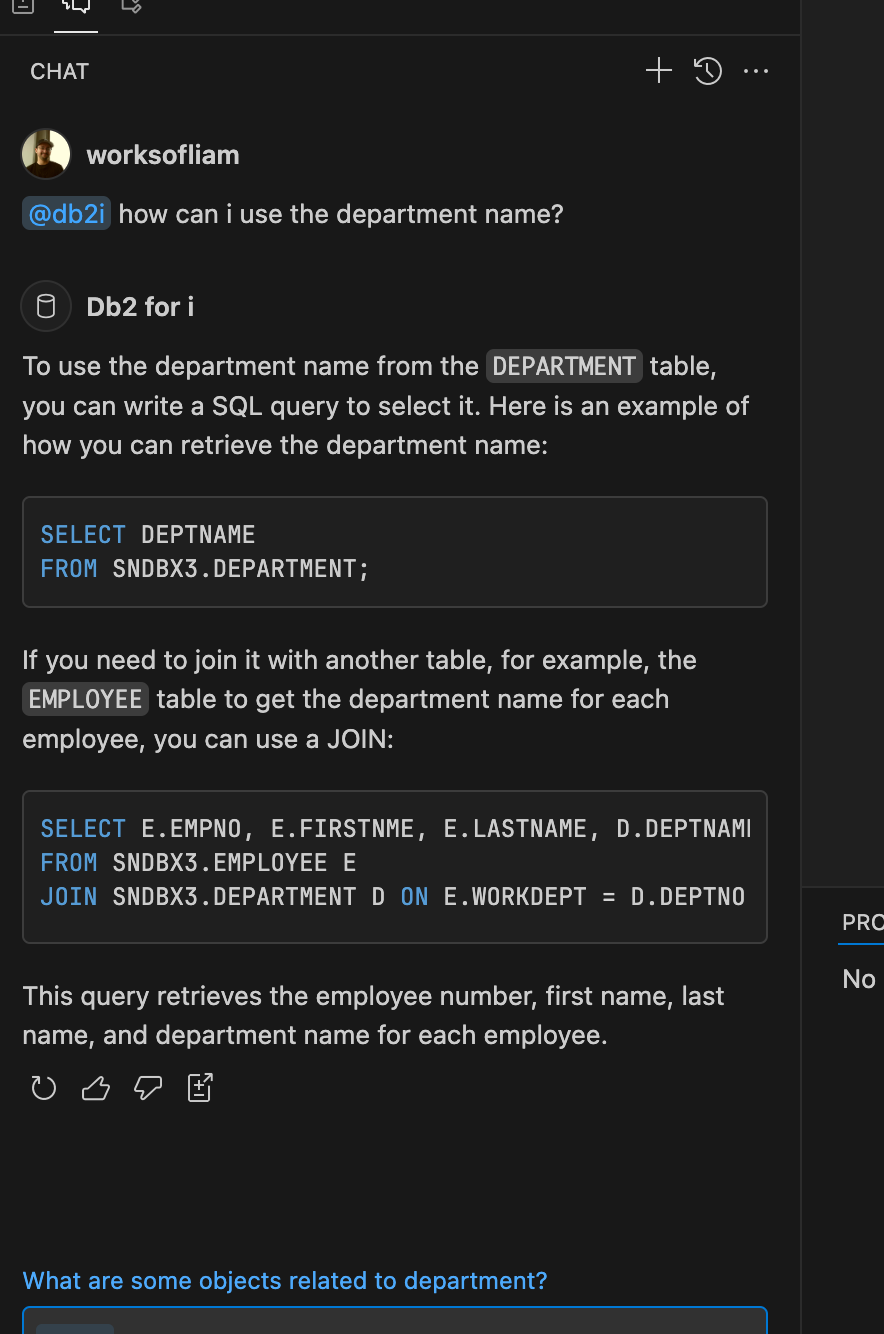 CHAT
worksofliam
@db2i how can i use the department name?
Db2 for i
To use the department name from the DEPARTMENT table,
you can write a SQL query to select it. Here is an example of
how you can retrieve the department name:
SELECT DEPTNAME
FROM SNDBX3.DEPARTMENT;
If you need to join it with another table, for example, the
EMPLOYEE table to get the department name for each
employee, you can use a JOIN:
SELECT E.EMPNO, E.FIRSTNME, E.LASTNAME, D.DEPTNAM
FROM SNDBX3.EMPLOYEE E
JOIN SNDBX3.DEPARTMENT D ON E.WORKDEPT = D.DEPTNO
PRO
No
This query retrieves the employee number, first name, last
name, and department name for each employee.
What are some objects related to department?